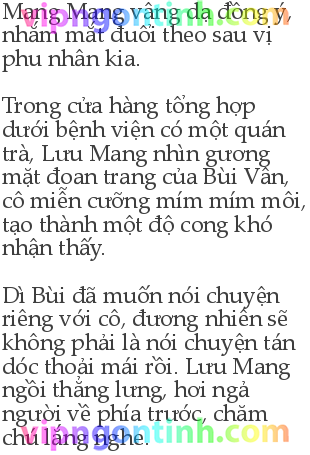 Mang Mang vâng dạ đồng ý,
nhắm mắt đuổi theo sau vị
phu nhân kia.
Trong cửa hàng tổng hợp
dưới bệnh viện có một quán
trà, Lưu Mang nhìn gương
mặt đoan trang của Bùi Vân,
cô miễn cưỡng mím mím môi,
tạo thành một độ cong khó
nhận thấy.
Dì Bùi đã muốn nói chuyện
riêng với cô, đương nhiên sẽ
không phải là nói chuyện tán
dóc thoải mái rồi. Lưu Mang
ngồi thẳng lưng, hơi ngả
người về phía trước, chăm
chú lắng nghe.
vipngontinh.com
vipngontinh.com